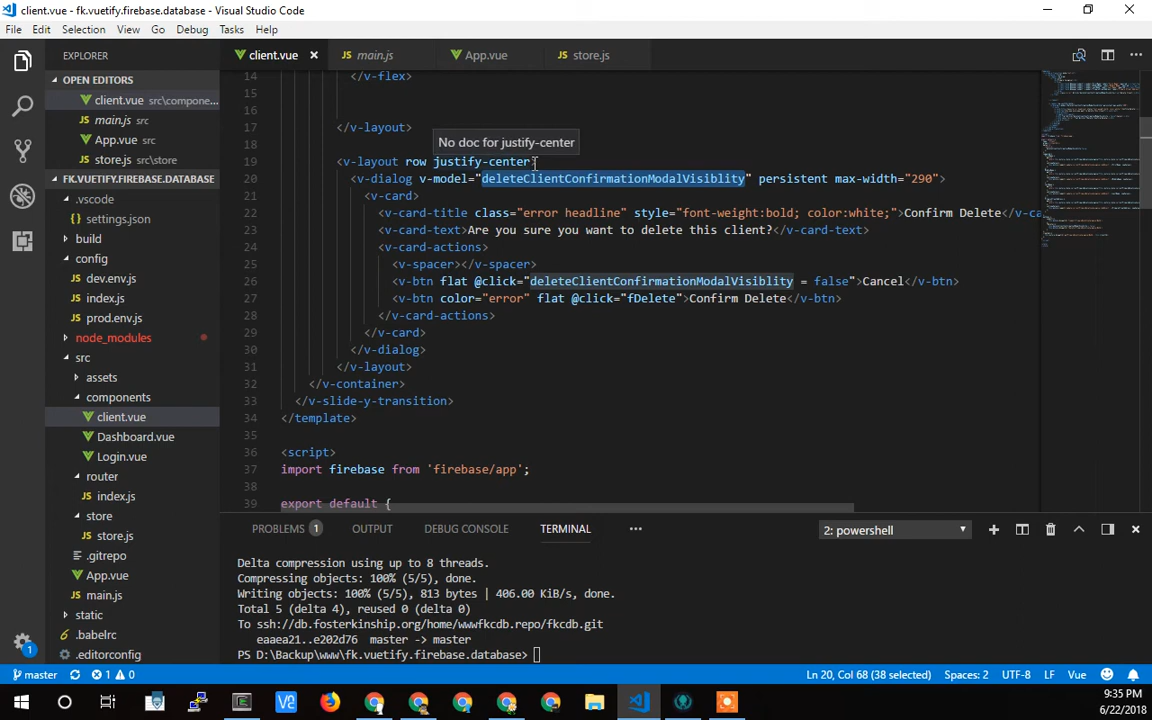 client.vue - fk.vuetify.firebase.database - Visual Studio Code
File Edit Selection View Go Debug Tasks Help
EXPLORER
OPEN EDITORS
client.vue src\compone...
main.js src
App.vue src
store.js src\store
FK.VUETIFY.FIREBASE.DATABASE
.vscode
{} settings.json
build
config
JS dev.env.js
JS index.js
JS prod.env.js
node_modules
src
assets
components
client.vue
Dashboard.vue
Login.vue
router
JS index.js
store
JS store.js
.gitrepo
App.vue
JS main.js
static
.babelrc
.editorconfig
client.vue JS main.js App.vue JS store.js
14 </v-flex>
15
16
17 </v-layout>
No doc for justify-center
18
19 <v-layout row justify-center>
20 <v-dialog v-model="deleteClientConfirmationModalVisiblity" persistent max-width="290">
21 <v-card>
22 <v-card-title class="error headline" style="font-weight:bold; color:white;">Confirm Delete</v-ca
23 <v-card-text>Are you sure you want to delete this client?</v-card-text>
24 <v-card-actions>
25 <v-spacer></v-spacer>
26 <v-btn flat @click="deleteClientConfirmationModalVisiblity = false">Cancel</v-btn>
27 <v-btn color="error" flat @click="fDelete">Confirm Delete</v-btn>
28 </v-card-actions>
29 </v-card>
30 </v-dialog>
31 </v-layout>
32 </v-container>
33 </v-slide-y-transition>
34 </template>
35
36 <script>
37 import firebase from 'firebase/app';
38
39 export default {
PROBLEMS 1 OUTPUT DEBUG CONSOLE TERMINAL ... 2: powershell
Delta compression using up to 8 threads.
Compressing objects: 100% (5/5), done.
Writing objects: 100% (5/5), 813 bytes | 406.00 KiB/s, done.
Total 5 (delta 4), reused 0 (delta 0)
To ssh://db.fosterkinship.org/home/wwwfkcdb.repo/fkcdb.git
eaaea21..e202d76 master -> master
PS D:\Backup\www\fk.vuetify.firebase.database>
1
master 1 0 Ln 20, Col 68 (38 selected) Spaces: 2 UTF-8 LF Vue
9:35 PM
6/22/2018